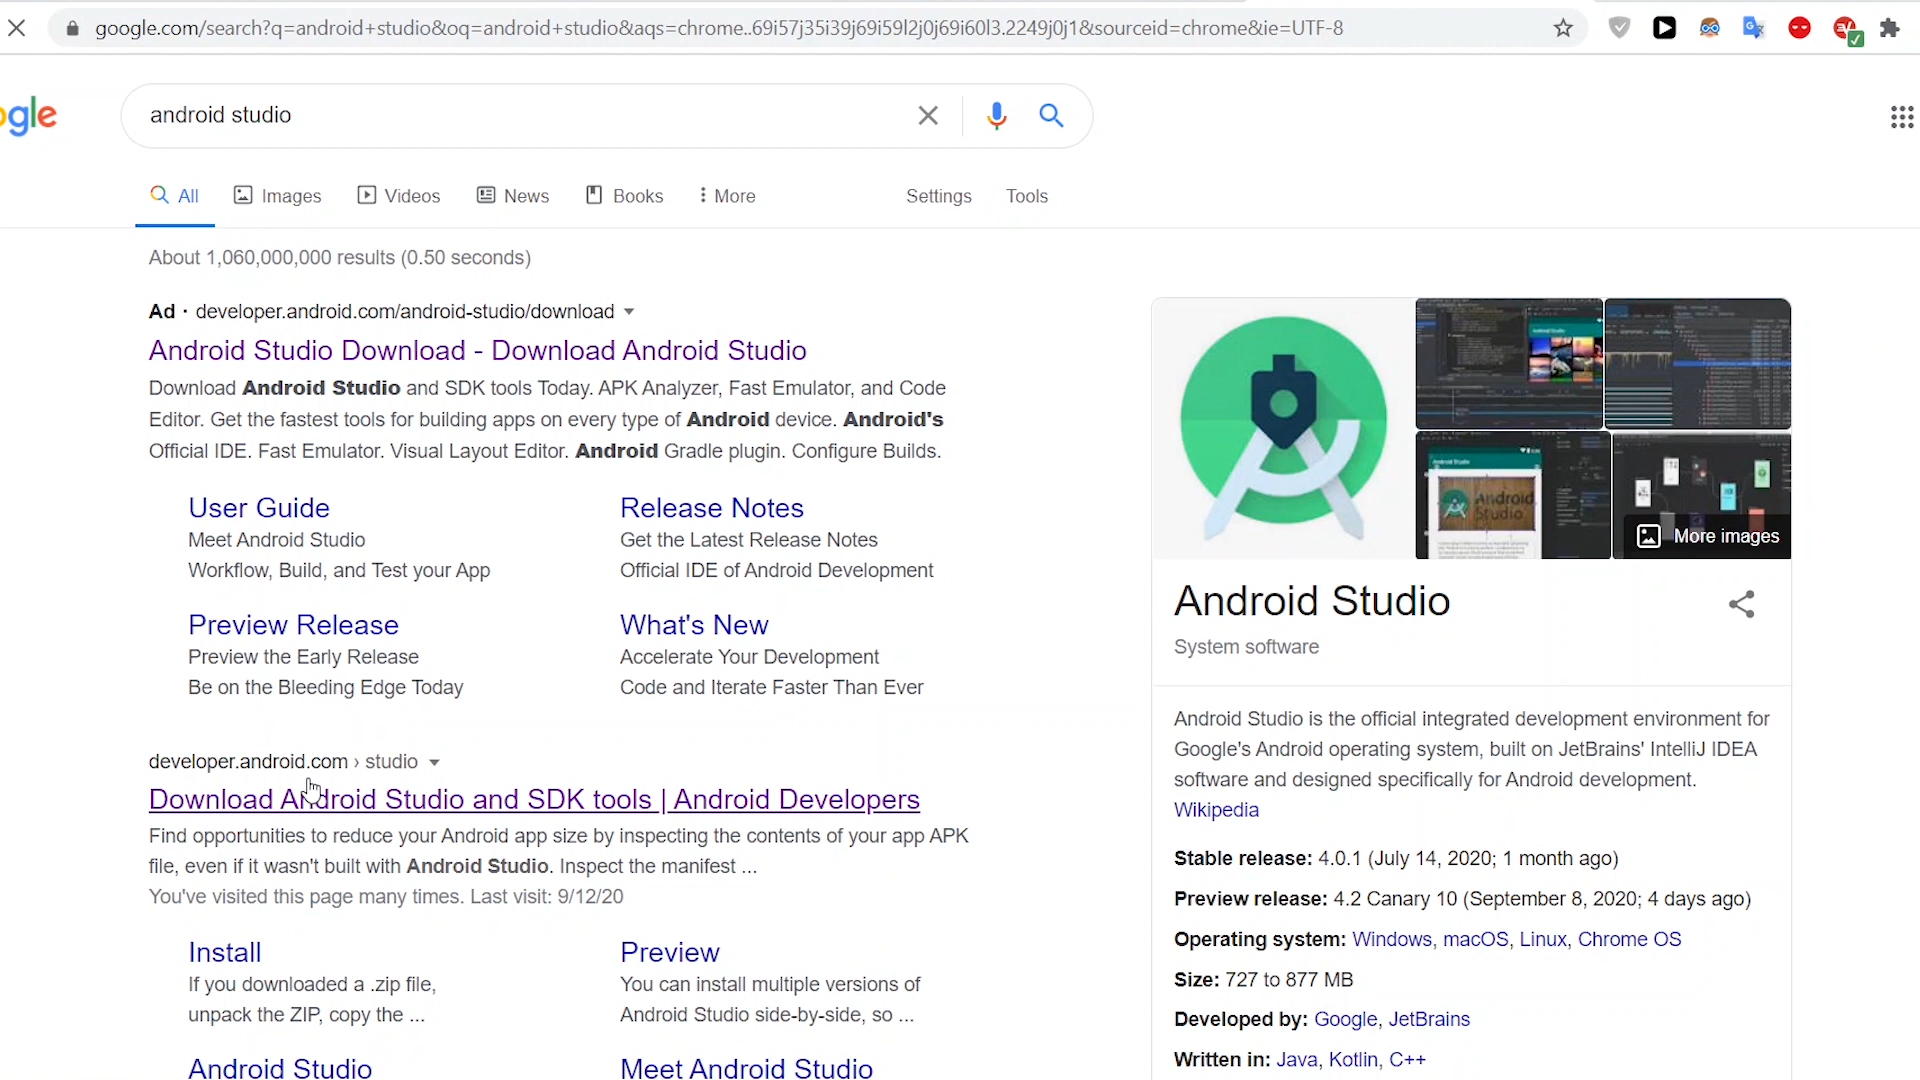 google.com/search?q=android+studio&oq=android+studio&aqs=chrome..69i57j35i39j69i59l2j0j69i60l3.2249j0j1&sourceid=chrome&ie=UTF-8
ogle
android studio
All Images Videos News Books More Settings Tools
About 1,060,000,000 results (0.50 seconds)
Ad · developer.android.com/android-studio/download
Android Studio Download - Download Android Studio
Download Android Studio and SDK tools Today. APK Analyzer, Fast Emulator, and Code
Editor. Get the fastest tools for building apps on every type of Android device. Android's
Official IDE. Fast Emulator. Visual Layout Editor. Android Gradle plugin. Configure Builds.
User Guide
Meet Android Studio
Workflow, Build, and Test your App
Release Notes
Get the Latest Release Notes
Official IDE of Android Development
Preview Release
Preview the Early Release
Be on the Bleeding Edge Today
What's New
Accelerate Your Development
Code and Iterate Faster Than Ever
developer.android.com › studio
Download Android Studio and SDK tools | Android Developers
Find opportunities to reduce your Android app size by inspecting the contents of your app APK
file, even if it wasn't built with Android Studio. Inspect the manifest ...
You've visited this page many times. Last visit: 9/12/20
Install
If you downloaded a .zip file,
unpack the ZIP, copy the ...
Preview
You can install multiple versions of
Android Studio side-by-side, so ...
Android Studio
Meet Android Studio
Android Studio
Android
Studio
More images
Android Studio
System software
Android Studio is the official integrated development environment for
Google's Android operating system, built on JetBrains' IntelliJ IDEA
software and designed specifically for Android development.
Wikipedia
Stable release: 4.0.1 (July 14, 2020; 1 month ago)
Preview release: 4.2 Canary 10 (September 8, 2020; 4 days ago)
Operating system: Windows, macOS, Linux, Chrome OS
Size: 727 to 877 MB
Developed by: Google, JetBrains
Written in: Java, Kotlin, C++